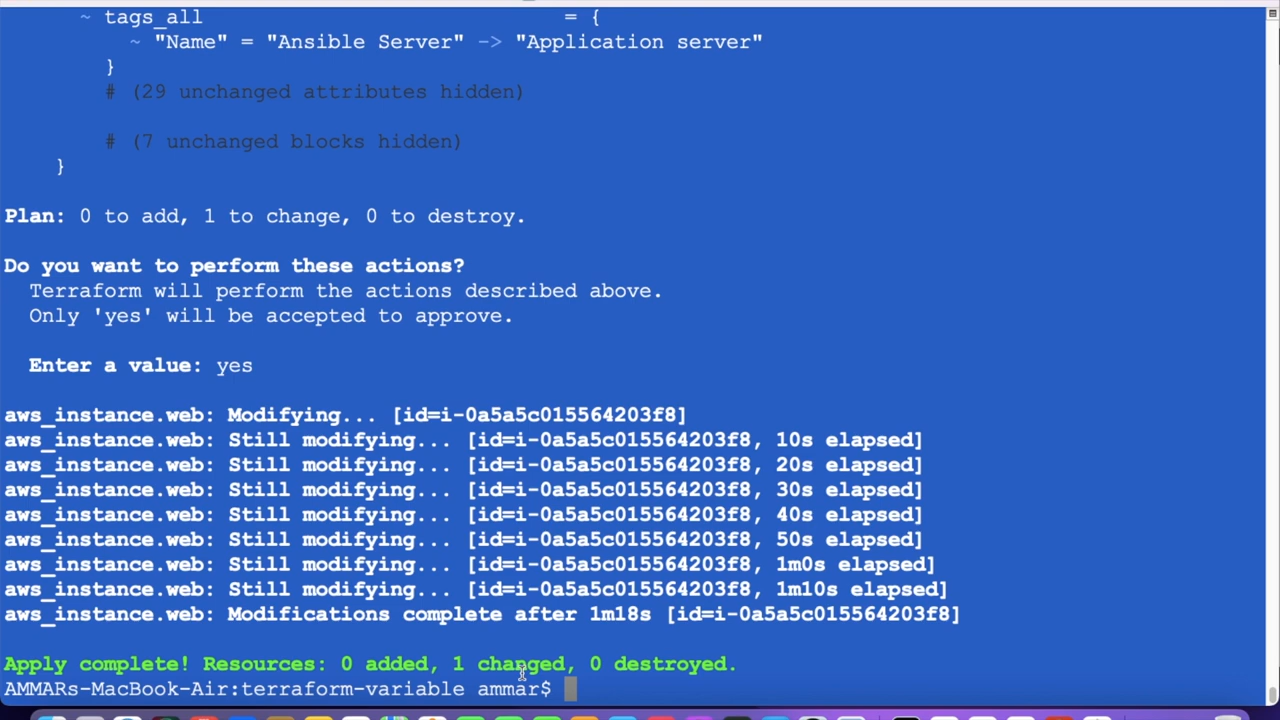 ~ tags_all = {
~ "Name" = "Ansible Server" -> "Application server"
}
# (29 unchanged attributes hidden)
# (7 unchanged blocks hidden)
}
Plan: 0 to add, 1 to change, 0 to destroy.
Do you want to perform these actions?
Terraform will perform the actions described above.
Only 'yes' will be accepted to approve.
Enter a value: yes
aws_instance.web: Modifying... [id=i-0a5a5c015564203f8]
aws_instance.web: Still modifying... [id=i-0a5a5c015564203f8, 10s elapsed]
aws_instance.web: Still modifying... [id=i-0a5a5c015564203f8, 20s elapsed]
aws_instance.web: Still modifying... [id=i-0a5a5c015564203f8, 30s elapsed]
aws_instance.web: Still modifying... [id=i-0a5a5c015564203f8, 40s elapsed]
aws_instance.web: Still modifying... [id=i-0a5a5c015564203f8, 50s elapsed]
aws_instance.web: Still modifying... [id=i-0a5a5c015564203f8, 1m0s elapsed]
aws_instance.web: Still modifying... [id=i-0a5a5c015564203f8, 1m10s elapsed]
aws_instance.web: Modifications complete after 1m18s [id=i-0a5a5c015564203f8]
Apply complete! Resources: 0 added, 1 changed, 0 destroyed.
AMMARs-MacBook-Air:terraform-variable ammar$